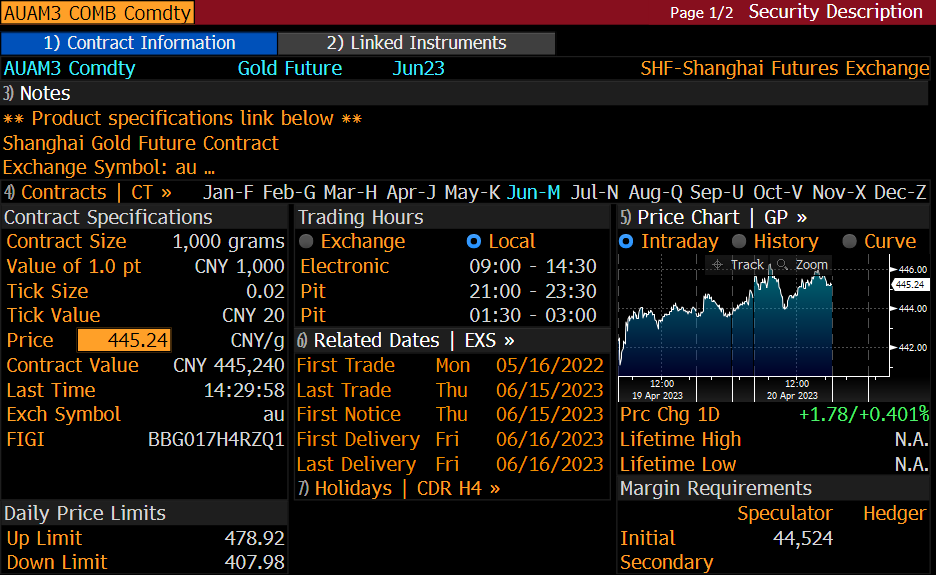 AUAM3 COMB Comdty Page 1/2 Security Description
1) Contract Information 2) Linked Instruments
AUAM3 Comdty Gold Future Jun23 SHF-Shanghai Futures Exchange
3) Notes
** Product specifications link below **
Shanghai Gold Future Contract
Exchange Symbol: au …
4) Contracts | CT » Jan-F Feb-G Mar-H Apr-J May-K Jun-M Jul-N Aug-Q Sep-U Oct-V Nov-X Dec-Z
Contract Specifications
Contract Size 1,000 grams
Value of 1.0 pt CNY 1,000
Tick Size 0.02
Tick Value CNY 20
Price 445.24 CNY/g
Contract Value CNY 445,240
Last Time 14:29:58
Exch Symbol au
FIGI BBG017H4RZQ1
Daily Price Limits
Up Limit 478.92
Down Limit 407.98
Trading Hours
Exchange Local
Electronic 09:00 - 14:30
Pit 21:00 - 23:30
Pit 01:30 - 03:00
6) Related Dates | EXS »
First Trade Mon 05/16/2022
Last Trade Thu 06/15/2023
First Notice Thu 06/15/2023
First Delivery Fri 06/16/2023
Last Delivery Fri 06/16/2023
7) Holidays | CDR H4 »
5) Price Chart | GP »
Intraday History Curve
Track Zoom
446.00
445.24
444.00
442.00
12:00 12:00
19 Apr 2023 20 Apr 2023
Prc Chg 1D +1.78/+0.401%
Lifetime High N.A.
Lifetime Low N.A.
Margin Requirements
Speculator Hedger
Initial 44,524
Secondary